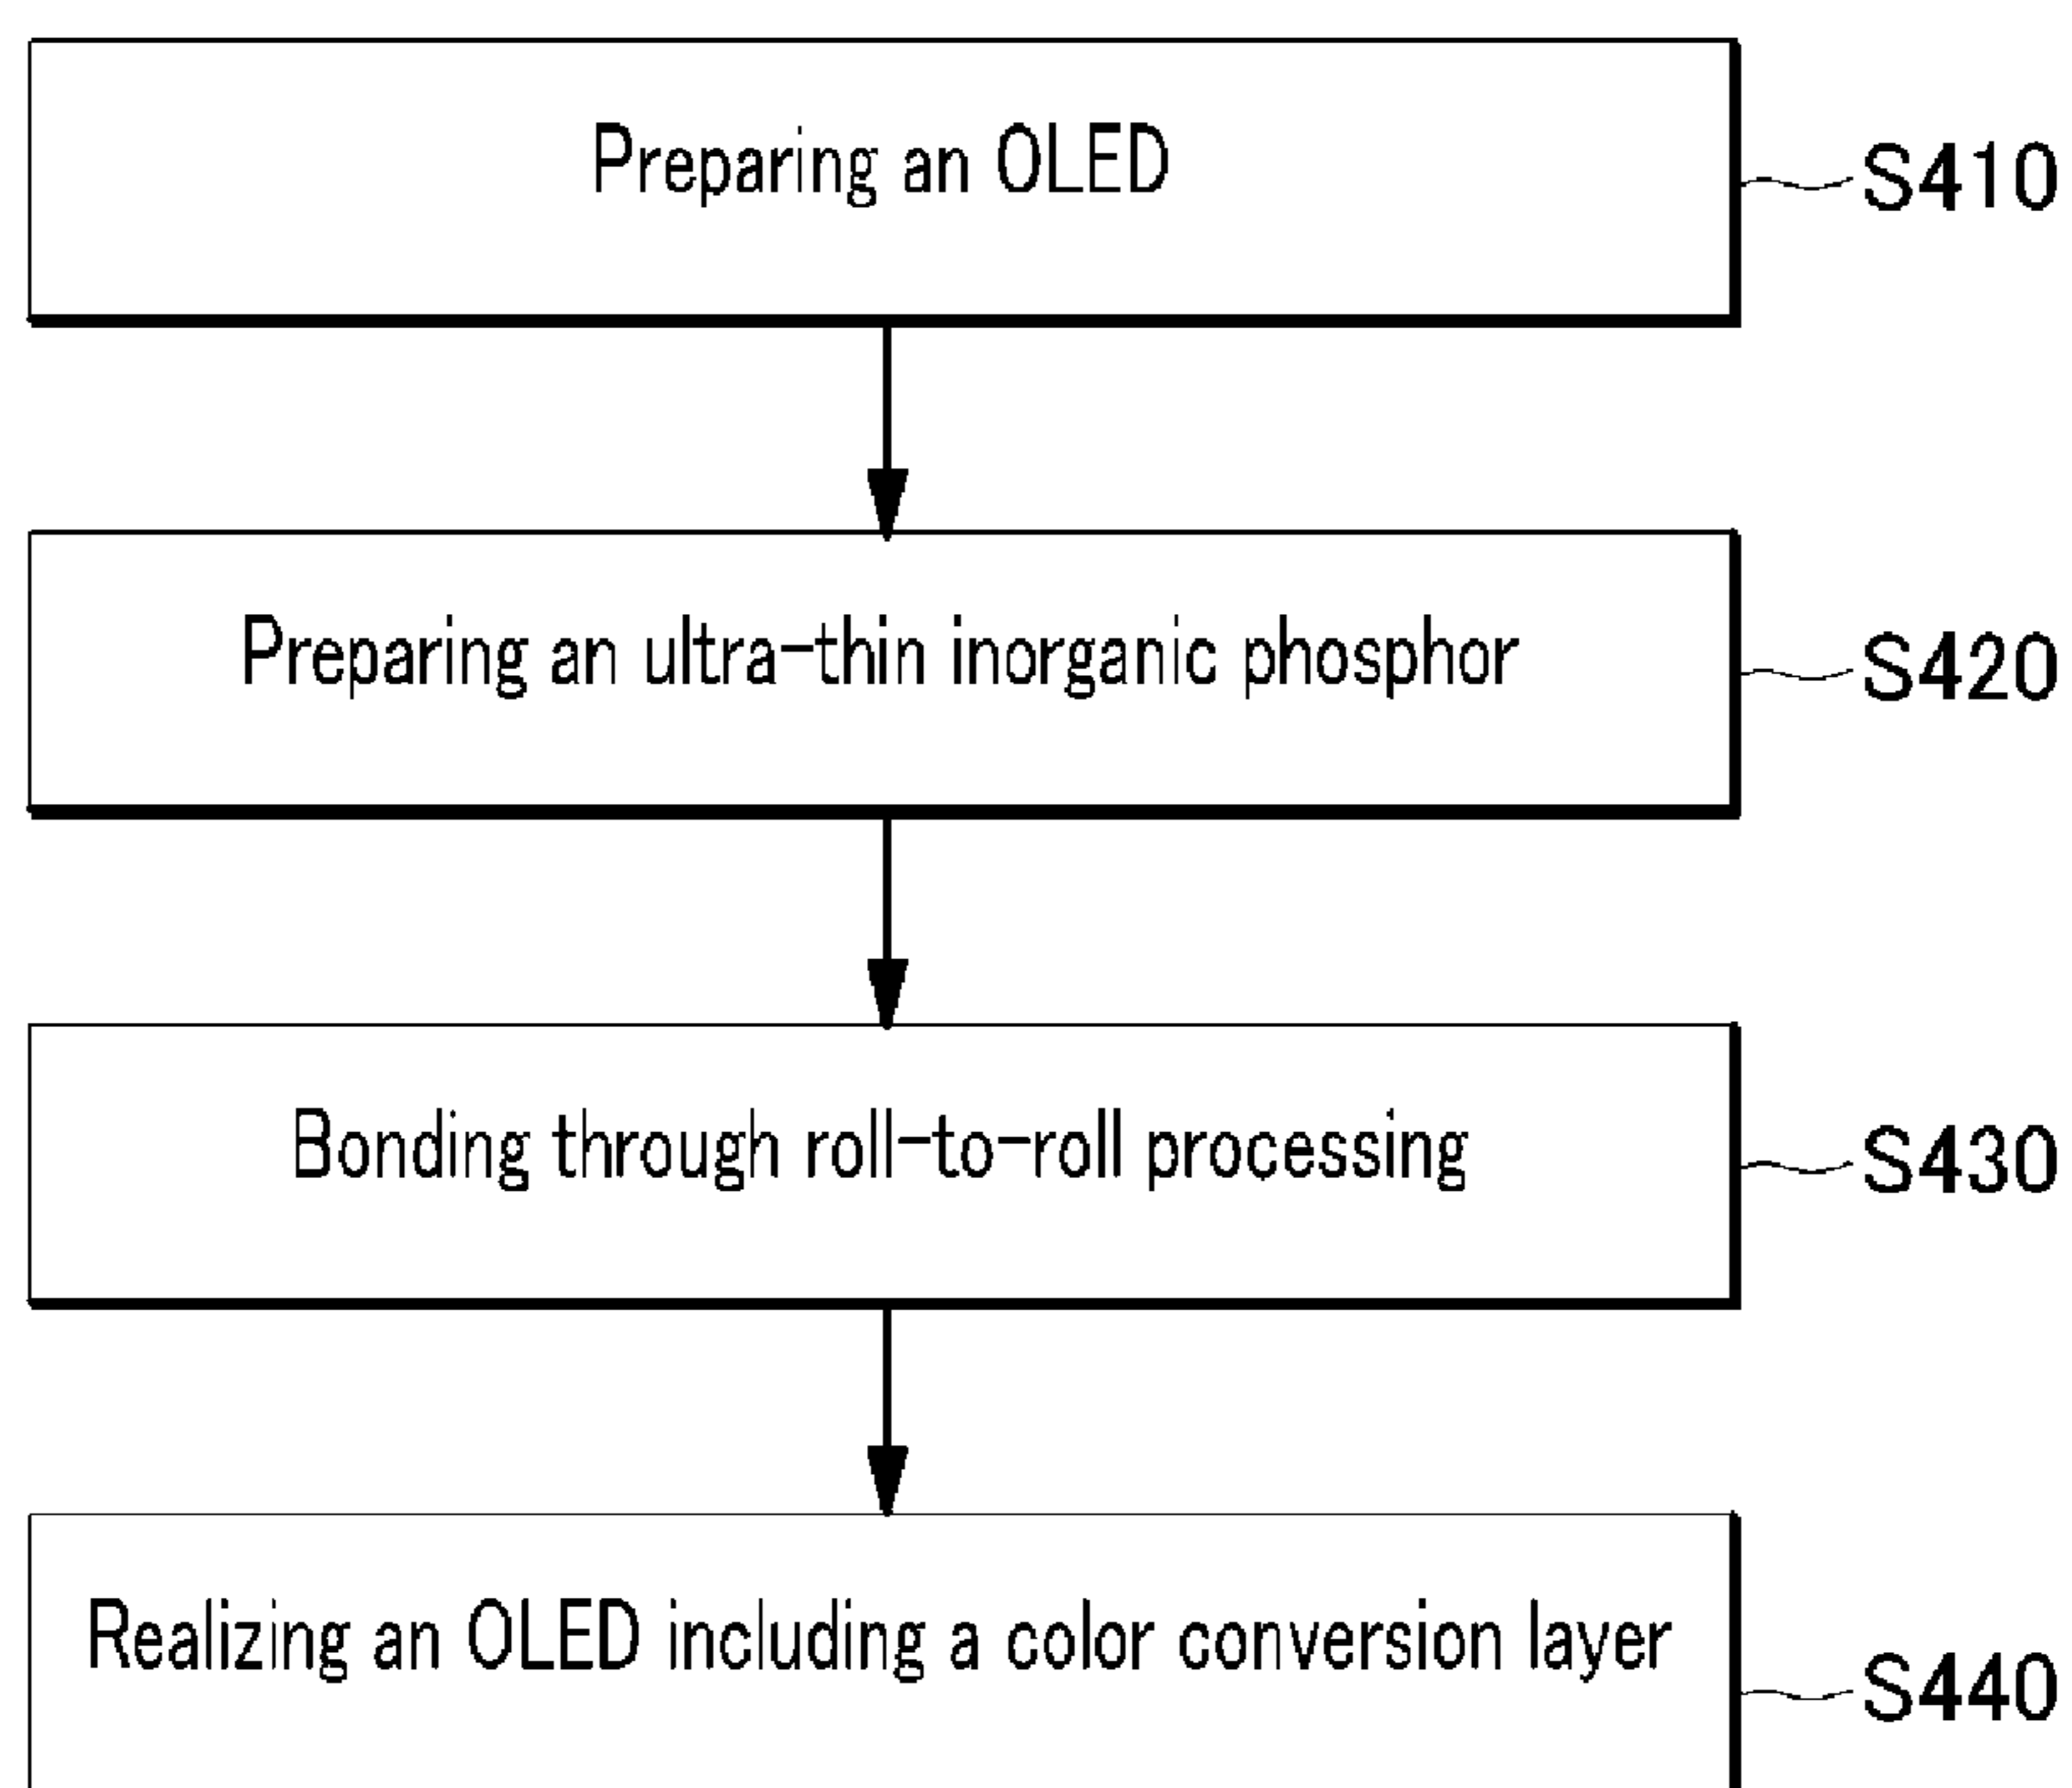 Preparing an OLED
S410
Preparing an ultra-thin inorganic phosphor
S420
Bonding through roll-to-roll processing
S430
Realizing an OLED including a color conversion layer
S440